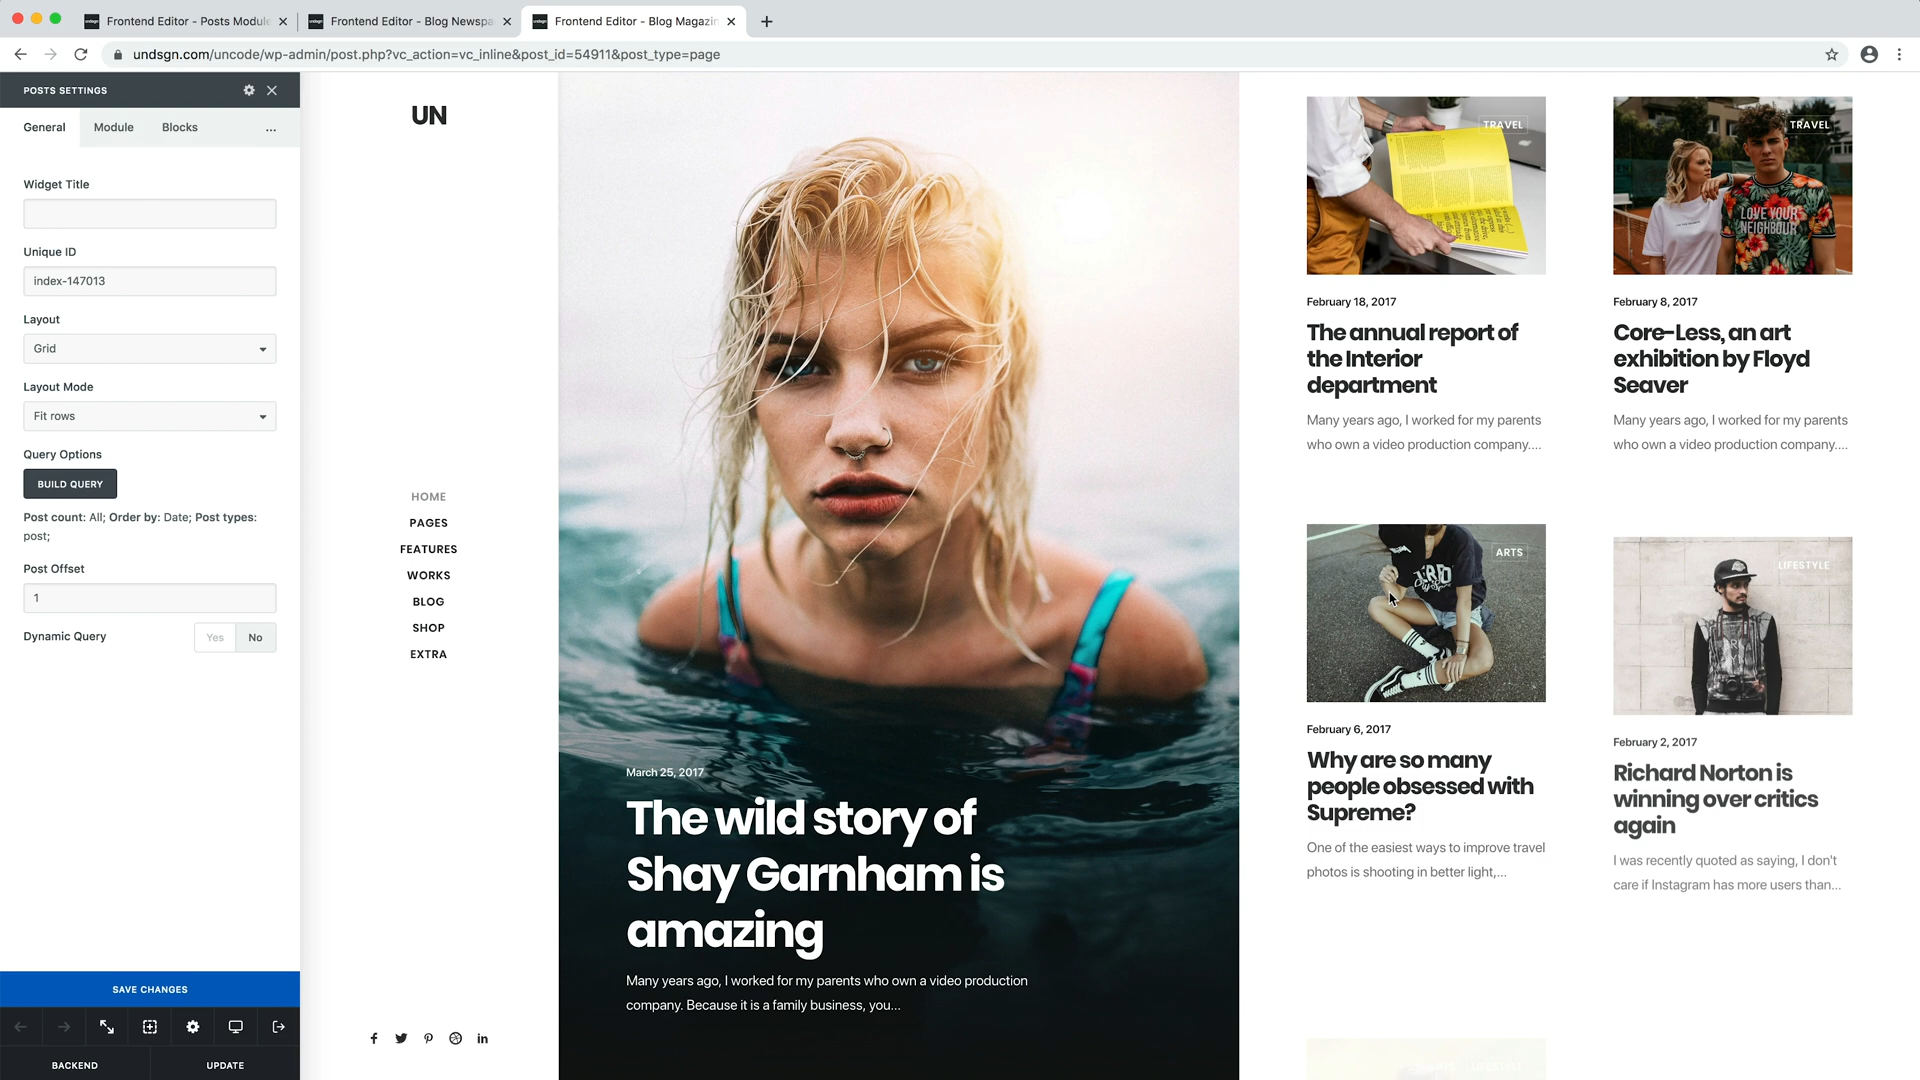 Frontend Editor - Posts Module
Frontend Editor - Blog Newspa
Frontend Editor - Blog Magazin
undsgn.com/uncode/wp-admin/post.php?vc_action=vc_inline&post_id=54911&post_type=page
POSTS SETTINGS
General
Module
Blocks
...
Widget Title
Unique ID
index-147013
Layout
Grid
Layout Mode
Fit rows
Query Options
BUILD QUERY
Post count: All; Order by: Date; Post types:
post;
Post Offset
1
Dynamic Query
Yes
No
SAVE CHANGES
BACKEND
UPDATE
UN
HOME
PAGES
FEATURES
WORKS
BLOG
SHOP
EXTRA
March 25, 2017
The wild story of
Shay Garnham is
amazing
Many years ago, I worked for my parents who own a video production
company. Because it is a family business, you...
TRAVEL
February 18, 2017
The annual report of
the Interior
department
Many years ago, I worked for my parents
who own a video production company....
TRAVEL
LOVE YOUR
NEIGHBOUR
February 8, 2017
Core-Less, an art
exhibition by Floyd
Seaver
Many years ago, I worked for my parents
who own a video production company....
ARTS
February 6, 2017
Why are so many
people obsessed with
Supreme?
One of the easiest ways to improve travel
photos is shooting in better light,...
LIFESTYLE
February 2, 2017
Richard Norton is
winning over critics
again
I was recently quoted as saying, I don't
care if Instagram has more users than...
LIFESTYLE